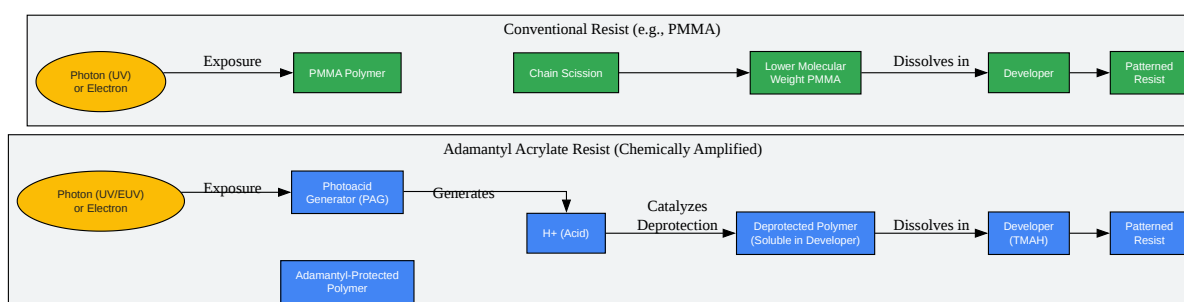 Conventional Resist (e.g., PMMA)
Photon (UV)
or Electron
Exposure
PMMA Polymer
Chain Scission
Lower Molecular
Weight PMMA
Dissolves in
Developer
Patterned
Resist
Adamantyl Acrylate Resist (Chemically Amplified)
Photon (UV/EUV)
or Electron
Exposure
Photoacid
Generator (PAG)
Generates
H+ (Acid)
Catalyzes
Deprotection
Deprotected Polymer
(Soluble in Developer)
Dissolves in
Developer
(TMAH)
Patterned
Resist
Adamantyl-Protected
Polymer